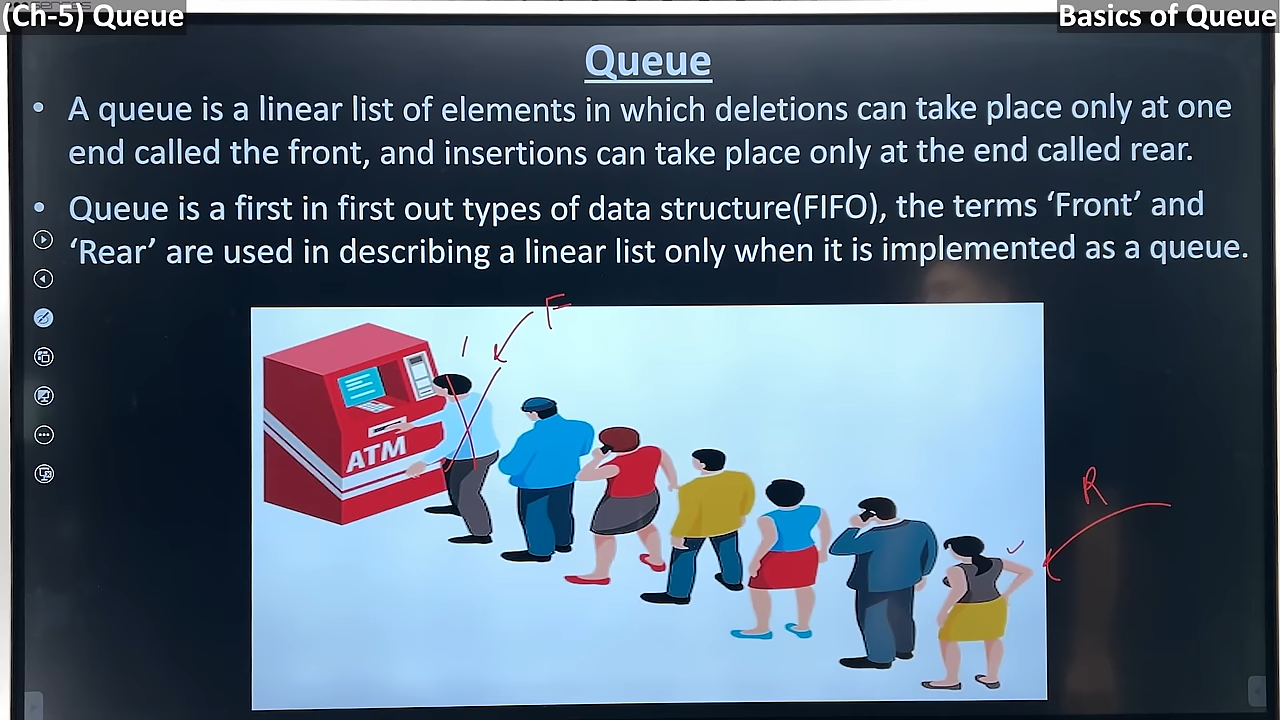 (Ch-5) Queue
Basics of Queue
Queue
• A queue is a linear list of elements in which deletions can take place only at one
end called the front, and insertions can take place only at the end called rear.
• Queue is a first in first out types of data structure(FIFO), the terms ‘Front’ and
‘Rear’ are used in describing a linear list only when it is implemented as a queue.
F
ATM
R